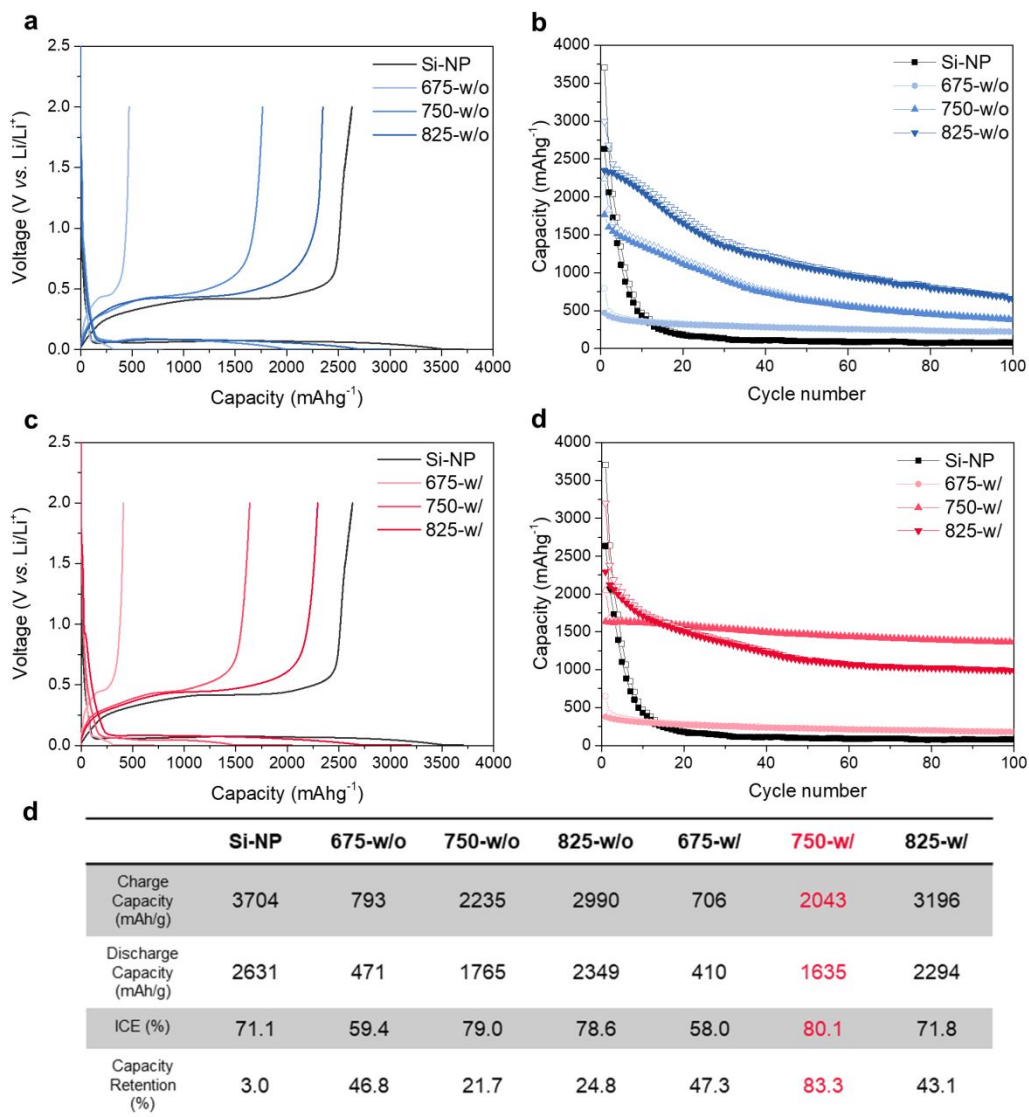 a
2.5
2.0
1.5
1.0
0.5
0.0
Voltage (V vs. Li/Li⁺)
0 500 1000 1500 2000 2500 3000 3500 4000
Capacity (mAhg⁻¹)
Si-NP
675-w/o
750-w/o
825-w/o
b
4000
3500
3000
2500
2000
1500
1000
500
0
Capacity (mAhg⁻¹)
0 20 40 60 80 100
Cycle number
Si-NP
675-w/o
750-w/o
825-w/o
c
2.5
2.0
1.5
1.0
0.5
0.0
Voltage (V vs. Li/Li⁺)
0 500 1000 1500 2000 2500 3000 3500 4000
Capacity (mAhg⁻¹)
Si-NP
675-w/
750-w/
825-w/
d
4000
3500
3000
2500
2000
1500
1000
500
0
Capacity (mAhg⁻¹)
0 20 40 60 80 100
Cycle number
Si-NP
675-w/
750-w/
825-w/
d
Si-NP 675-w/o 750-w/o 825-w/o 675-w/ 750-w/ 825-w/
Charge
Capacity
(mAh/g)
3704 793 2235 2990 706 2043 3196
Discharge
Capacity
(mAh/g)
2631 471 1765 2349 410 1635 2294
ICE (%) 71.1 59.4 79.0 78.6 58.0 80.1 71.8
Capacity
Retention
(%)
3.0 46.8 21.7 24.8 47.3 83.3 43.1